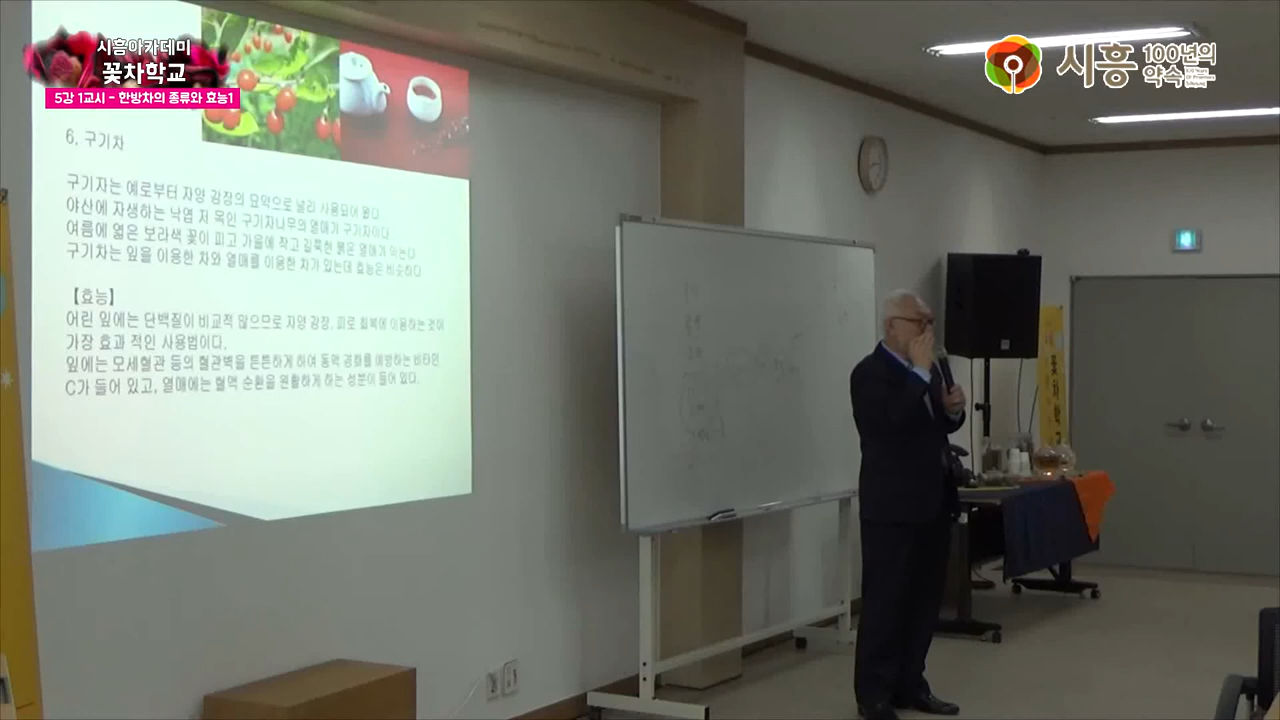 시흥아카데미
꽃차학교
5강 1교시 - 한방차의 종류와 효능1
시흥 100년의
약속
6. 구기차
구기자는 예로부터 자양 강장의 묘약으로 널리 사용되어 왔다.
야산에 자생하는 낙엽 저 목인 구기자나무의 열매가 구기자이다.
여름에 엷은 보라색 꽃이 피고 가을에 작고 길쭉한 붉은 열매가 익는다.
구기차는 잎을 이용한 차와 열매를 이용한 차가 있는데 효능은 비슷하다.
【효능】
어린 잎에는 단백질이 비교적 많으므로 자양 강장, 피로 회복에 이용하는 것이
가장 효과 적인 사용법이다.
잎에는 모세혈관 등의 혈관벽을 튼튼하게 하여 동맥 경화를 예방하는 비타민
C가 들어 있고, 열매에는 혈액 순환을 원활하게 하는 성분이 들어 있다.
꽃차학교